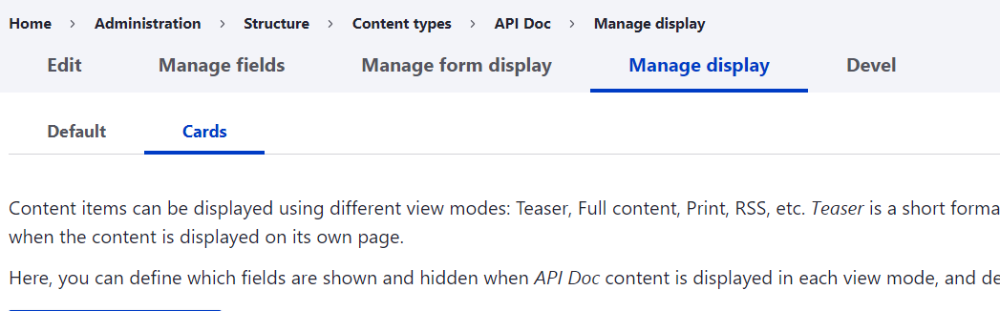 Home > Administration > Structure > Content types > API Doc > Manage display
Edit Manage fields Manage form display Manage display Devel
Default Cards
Content items can be displayed using different view modes: Teaser, Full content, Print, RSS, etc. Teaser is a short forma
when the content is displayed on its own page.
Here, you can define which fields are shown and hidden when API Doc content is displayed in each view mode, and de